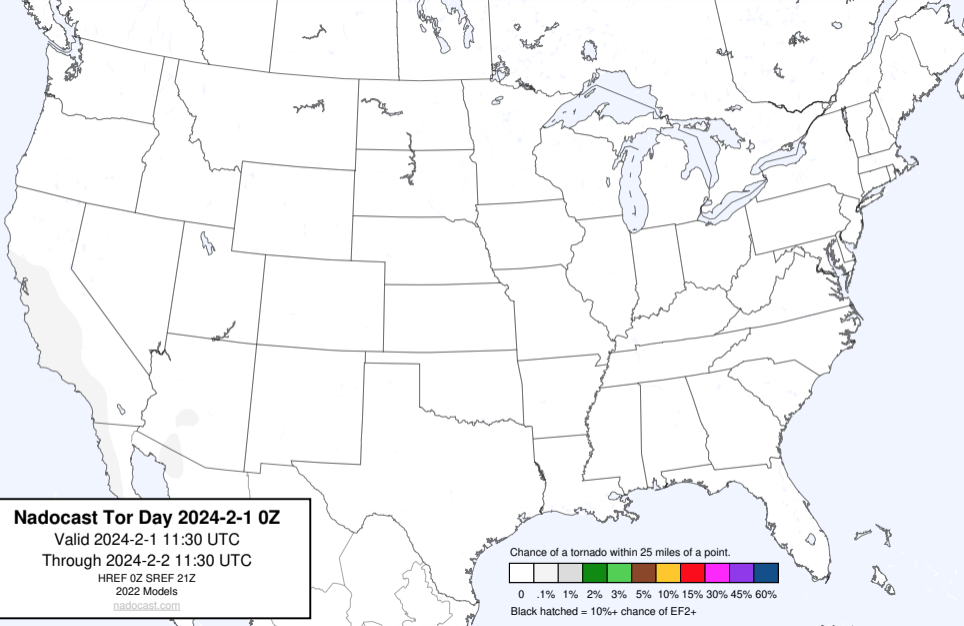 Nadocast Tor Day 2024-2-1 0Z
Valid 2024-2-1 11:30 UTC
Through 2024-2-2 11:30 UTC
HREF 0Z SREF 21Z
2022 Models
nadocast.com
Chance of a tornado within 25 miles of a point.
0 .1% 1% 2% 3% 5% 10% 15% 30% 45% 60%
Black hatched = 10%+ chance of EF2+